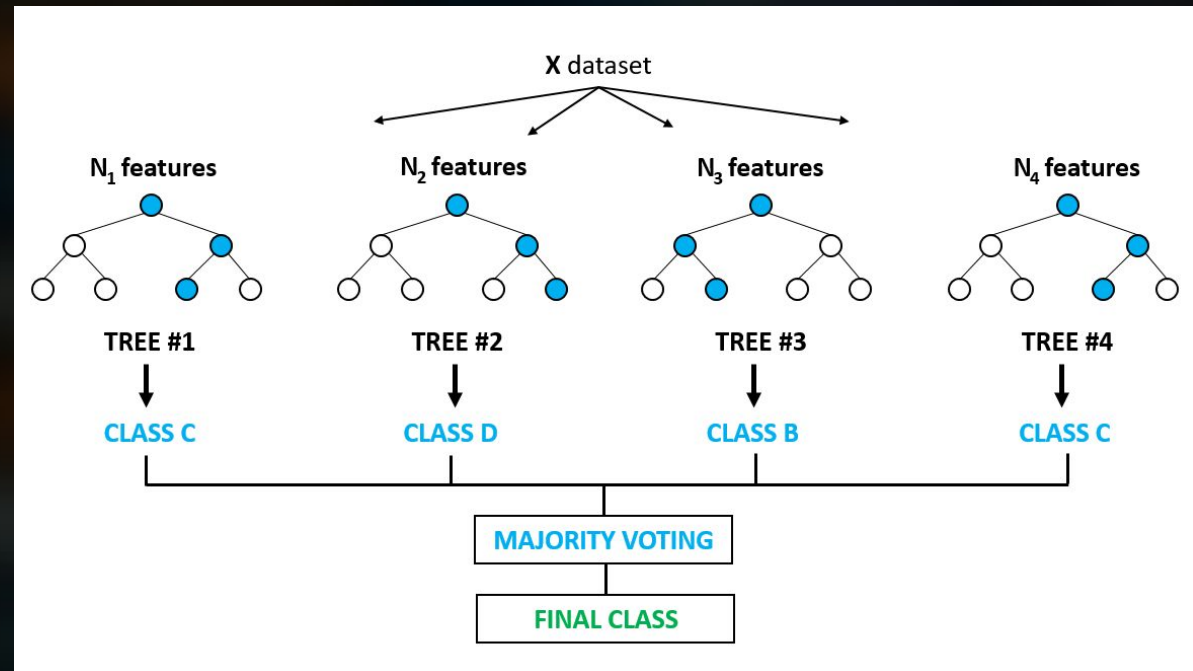 X dataset
N₁ features
N₂ features
N₃ features
N₄ features
TREE #1
TREE #2
TREE #3
TREE #4
CLASS C
CLASS D
CLASS B
CLASS C
MAJORITY VOTING
FINAL CLASS